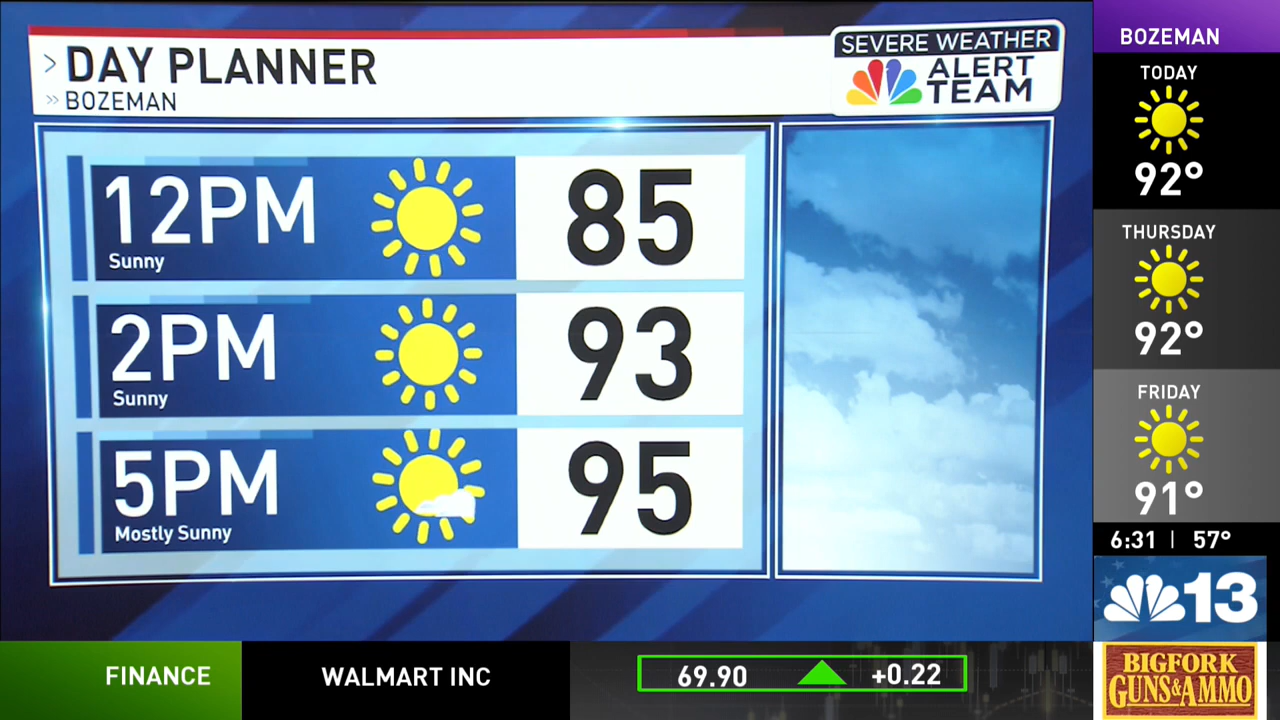 > DAY PLANNER
» BOZEMAN
SEVERE WEATHER
ALERT
TEAM
12PM
Sunny
85
2PM
Sunny
93
5PM
Mostly Sunny
95
BOZEMAN
TODAY
92°
THURSDAY
92°
FRIDAY
91°
6:31 | 57°
13
FINANCE
WALMART INC
69.90 +0.22
BIGFORK
GUNS & AMMO